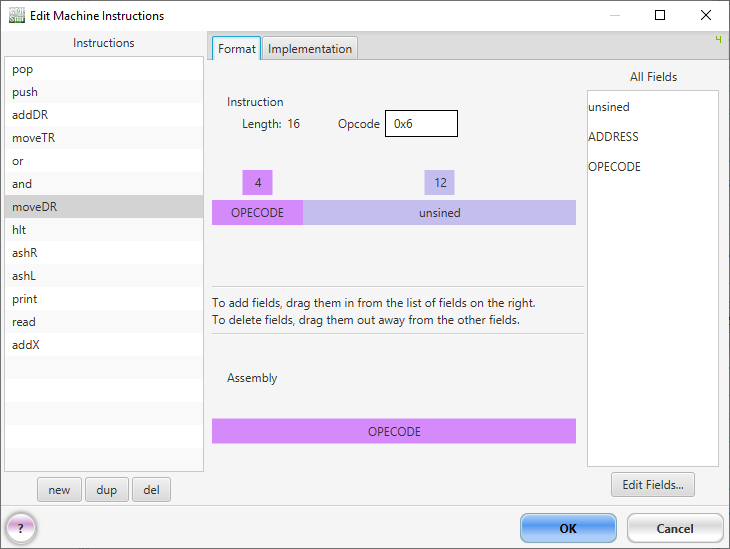 Edit Machine Instructions
Instructions
pop
push
addDR
moveTR
or
and
moveDR
hlt
ashR
ashL
print
read
addX
new dup del
Format Implementation
4
Instruction
Length: 16 Opcode 0x6
4 12
OPECODE unsined
To add fields, drag them in from the list of fields on the right.
To delete fields, drag them out away from the other fields.
Assembly
OPECODE
All Fields
unsined
ADDRESS
OPECODE
Edit Fields...
?
OK Cancel